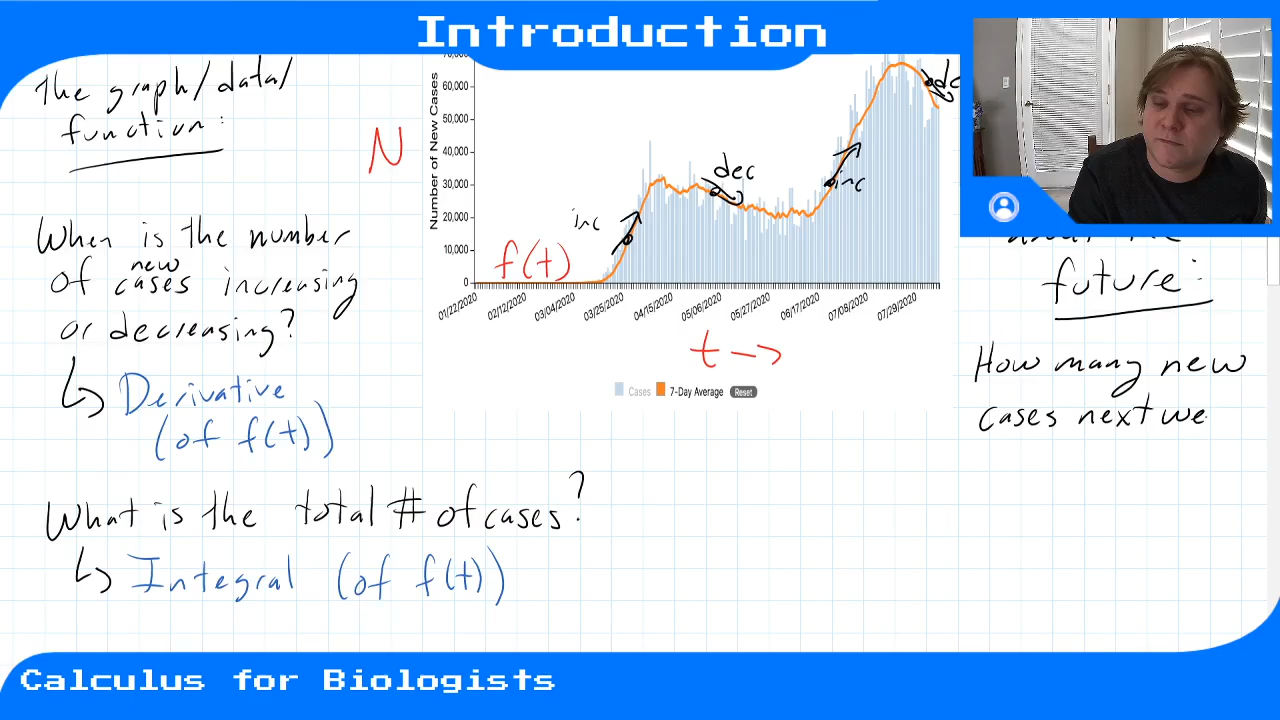 Introduction
the graph/data/
function:
When is the number
new
of cases increasing
or decreasing?
Derivative
(of f(t))
What is the total # of cases?
Integral (of f(t))
N
Number of New Cases
70,000
60,000
50,000
40,000
30,000
20,000
10,000
0
f(t)
inc
dec
inc
dec
01/22/2020
02/12/2020
03/04/2020
03/25/2020
04/15/2020
05/06/2020
05/27/2020
06/17/2020
07/08/2020
07/29/2020
t
Cases 7-Day Average Reset
future:
How many new
cases next we
Calculus for Biologists